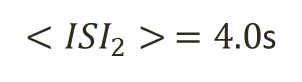 < ISI₂ > = 4.0s